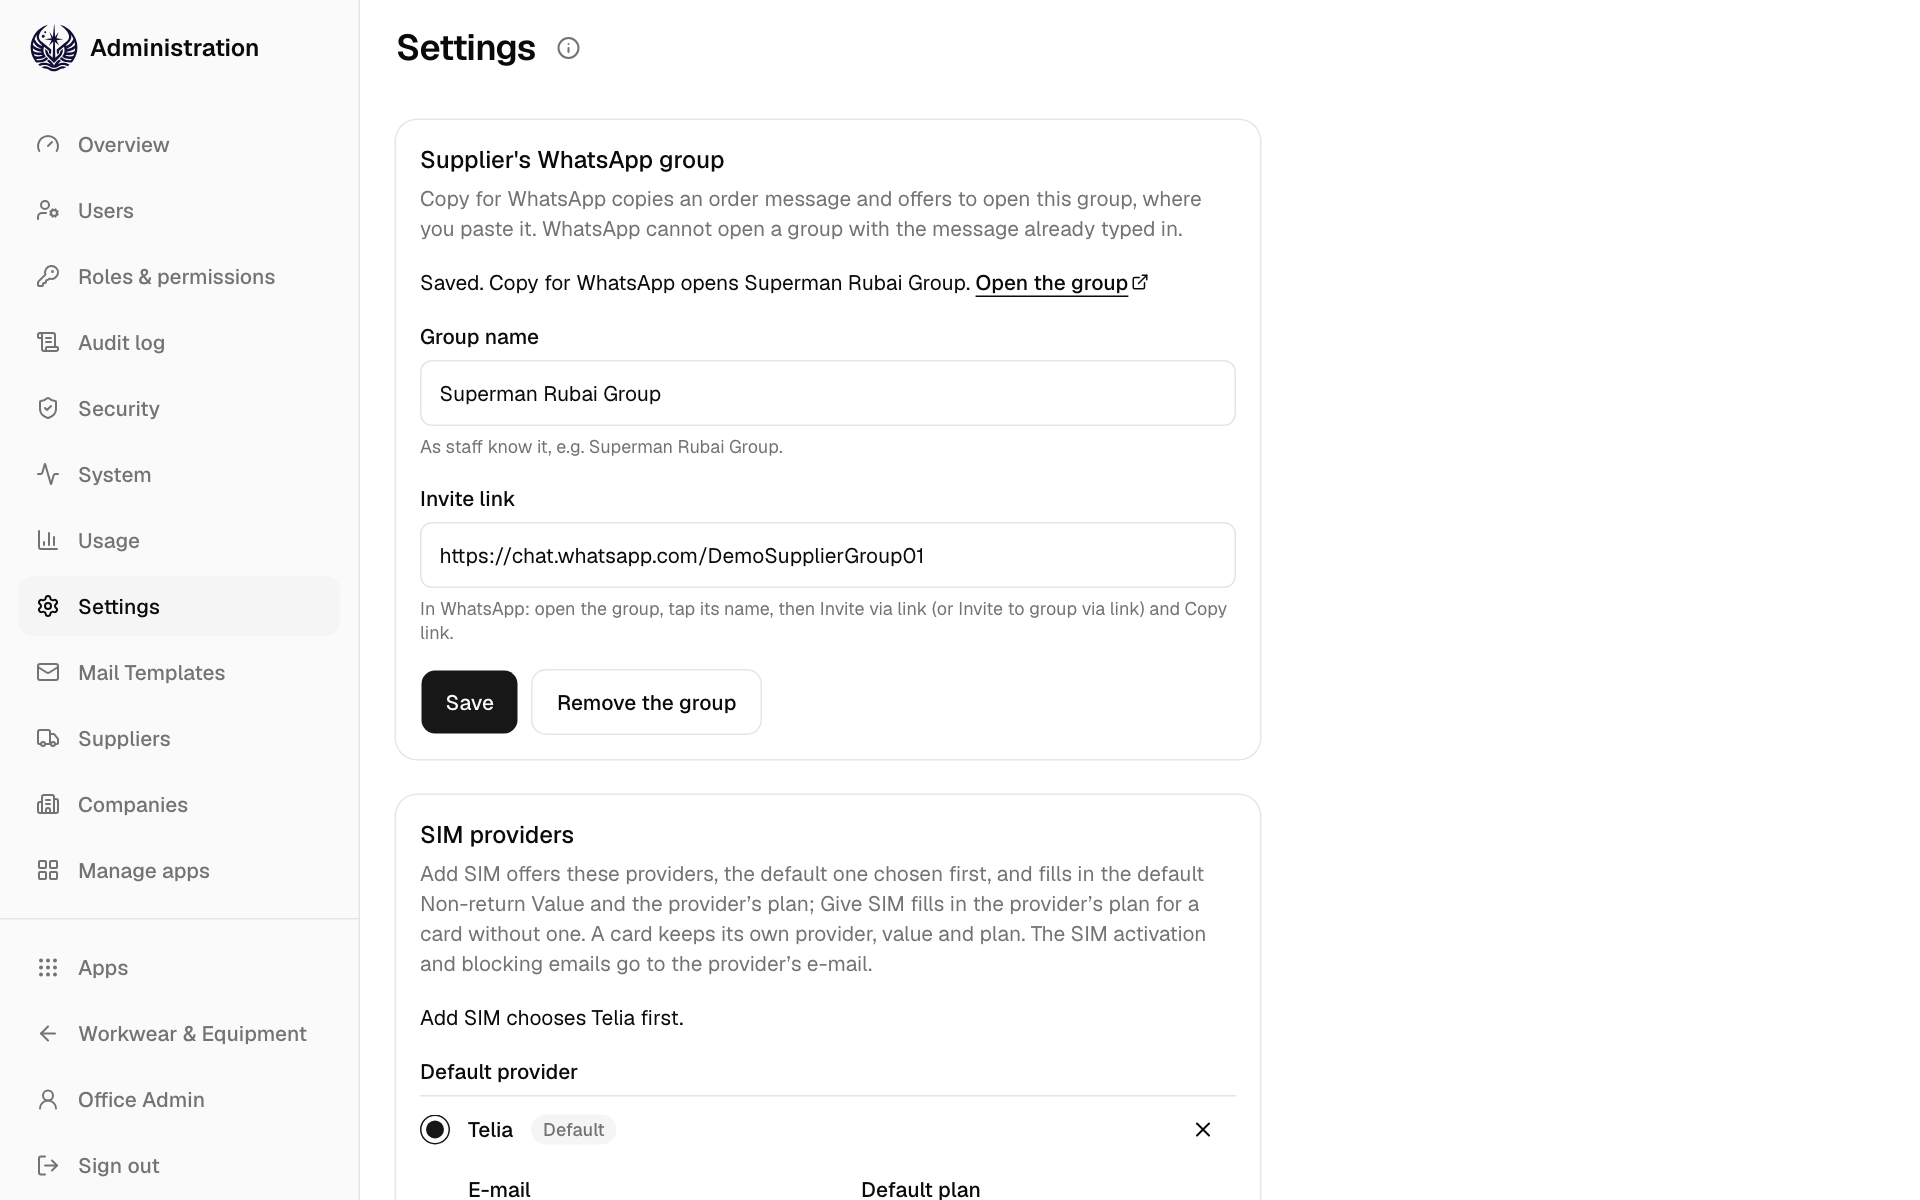 Administration
Overview
Users
Roles & permissions
Audit log
Security
System
Usage
Settings
Mail Templates
Suppliers
Companies
Manage apps
Apps
Workwear & Equipment
Office Admin
Sign out
Settings
Supplier's WhatsApp group
Copy for WhatsApp copies an order message and offers to open this group, where
you paste it. WhatsApp cannot open a group with the message already typed in.
Saved. Copy for WhatsApp opens Superman Rubai Group. Open the group
Group name
Superman Rubai Group
As staff know it, e.g. Superman Rubai Group.
Invite link
https://chat.whatsapp.com/DemoSupplierGroup01
In WhatsApp: open the group, tap its name, then Invite via link (or Invite to group via link) and Copy
link.
Save
Remove the group
SIM providers
Add SIM offers these providers, the default one chosen first, and fills in the default
Non-return Value and the provider’s plan; Give SIM fills in the provider’s plan for a
card without one. A card keeps its own provider, value and plan. The SIM activation
and blocking emails go to the provider’s e-mail.
Add SIM chooses Telia first.
Default provider
Telia Default
E-mail
Default plan